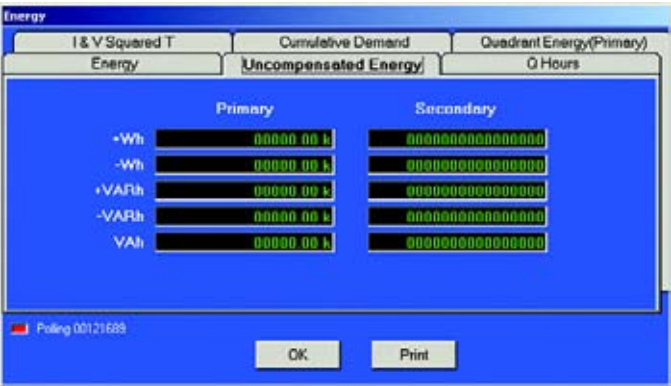 Energy
I & V Squared T Cumulative Demand Quadrant Energy(Primary)
Energy Uncompensated Energy Q Hours
Primary Secondary
+Wh 00000.00 k 0000000000000000
-Wh 00000.00 k 0000000000000000
+VARh 00000.00 k 0000000000000000
-VARh 00000.00 k 0000000000000000
VAh 00000.00 k 0000000000000000
Polling 00121689
OK Print